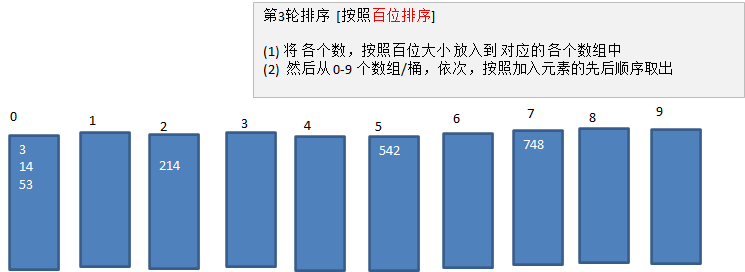 第3轮排序 [按照百位排序]
(1) 将 各个数，按照百位大小 放入到 对应的 各个数组中
(2) 然后从 0-9 个数组/桶，依次，按照加入元素的先后顺序取出
0 1 2 3 4 5 6 7 8 9
3
14
53
214
542
748